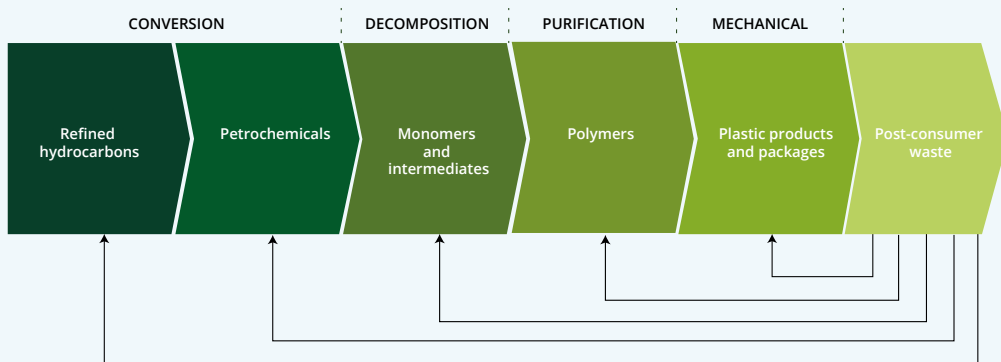 CONVERSION
DECOMPOSITION
PURIFICATION
MECHANICAL
Refined
hydrocarbons
Petrochemicals
Monomers
and
intermediates
Polymers
Plastic products
and packages
Post-consumer
waste